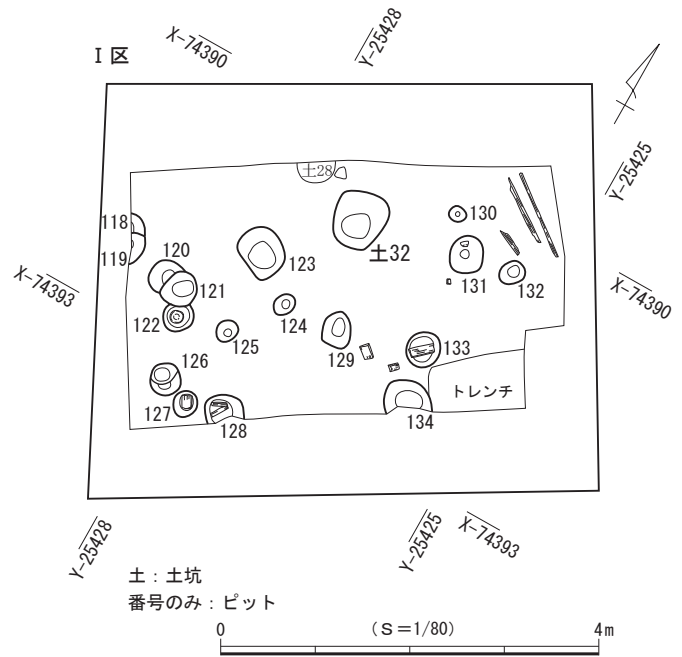 Ⅰ区
X-74390
Y-25428
Y-25425
X-74393
X-74390
土28
118
119
120
121
122
123
124
125
126
127
128
129
130
131
132
133
134
土32
トレンチ
Y-25428
Y-25425
X-74393
土：土坑
番号のみ：ピット
0 （S＝1/80） 4m